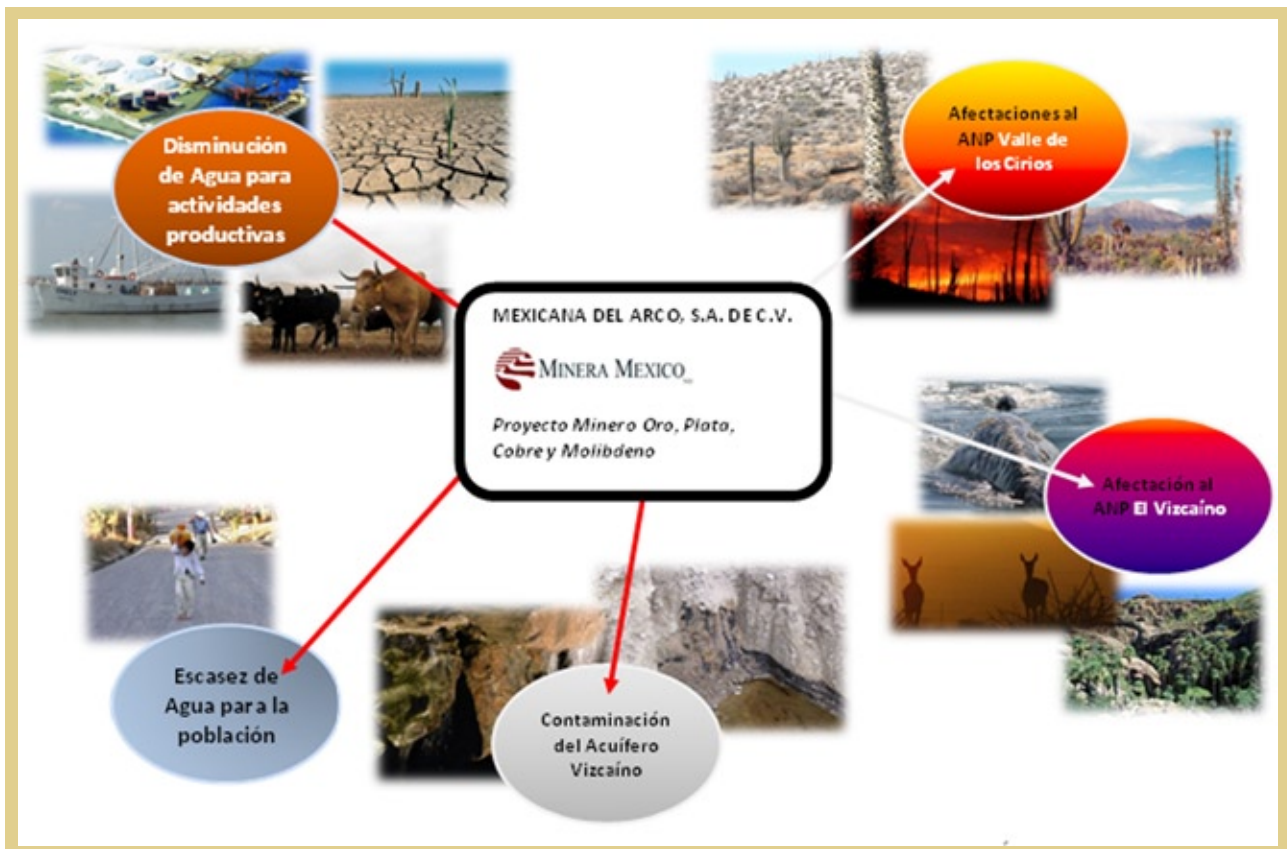 Disminución
de Agua para
actividades
productivas
Afectaciones al
ANP Valle de
los Cirios
MEXICANA DEL ARCO, S.A. DE C.V.
MINERA MEXICO
Proyecto Minero Oro, Plata,
Cobre y Molibdeno
Afectación al
ANP El Vizcaíno
Escasez de
Agua para la
población
Contaminación
del Acuífero
Vizcaíno